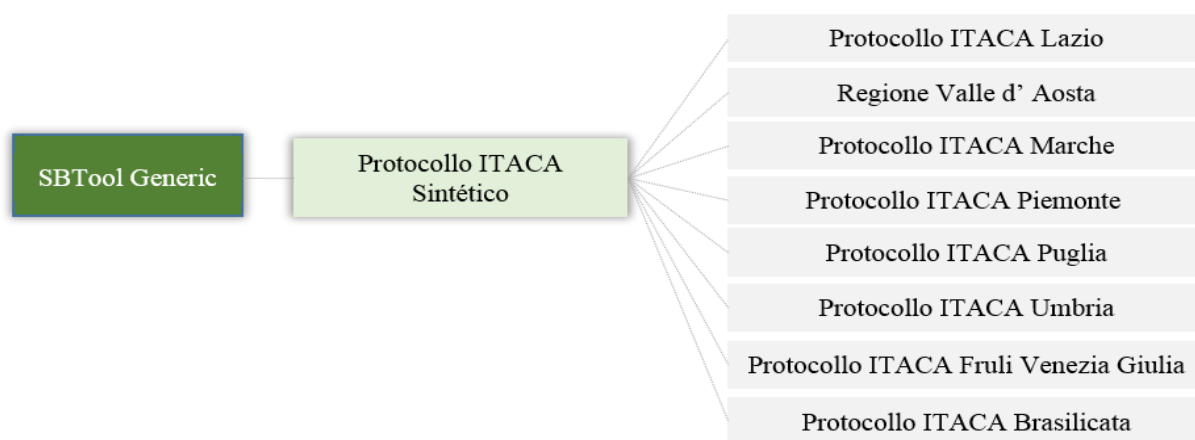 SBTool Generic
Protocollo ITACA
Sintético
Protocollo ITACA Lazio
Regione Valle d’ Aosta
Protocollo ITACA Marche
Protocollo ITACA Piemonte
Protocollo ITACA Puglia
Protocollo ITACA Umbria
Protocollo ITACA Fruli Venezia Giulia
Protocollo ITACA Brasilicata